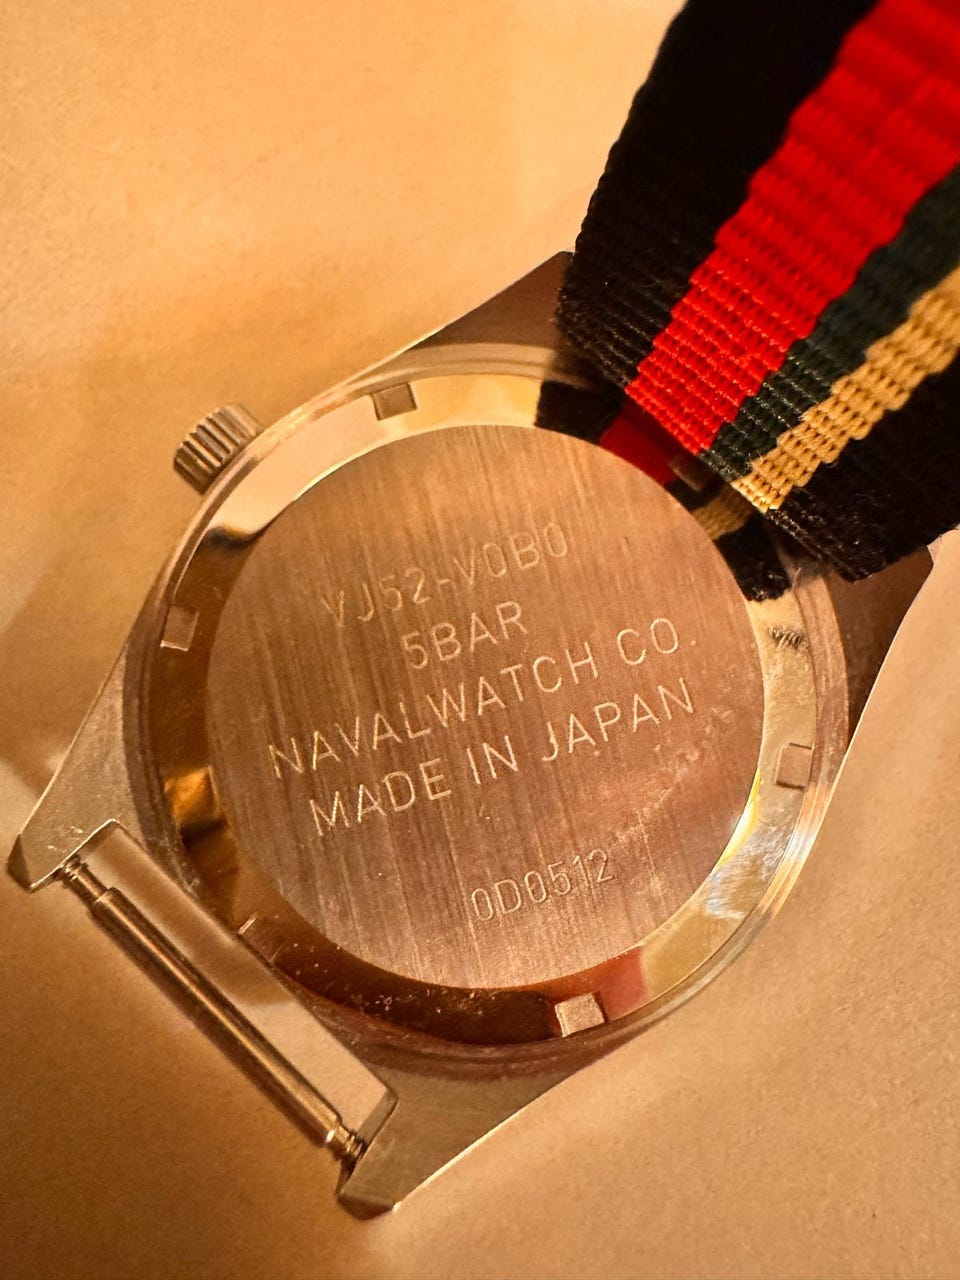 VJ52-V0B0
5BAR
NAVALWATCH CO.
MADE IN JAPAN
0D0512